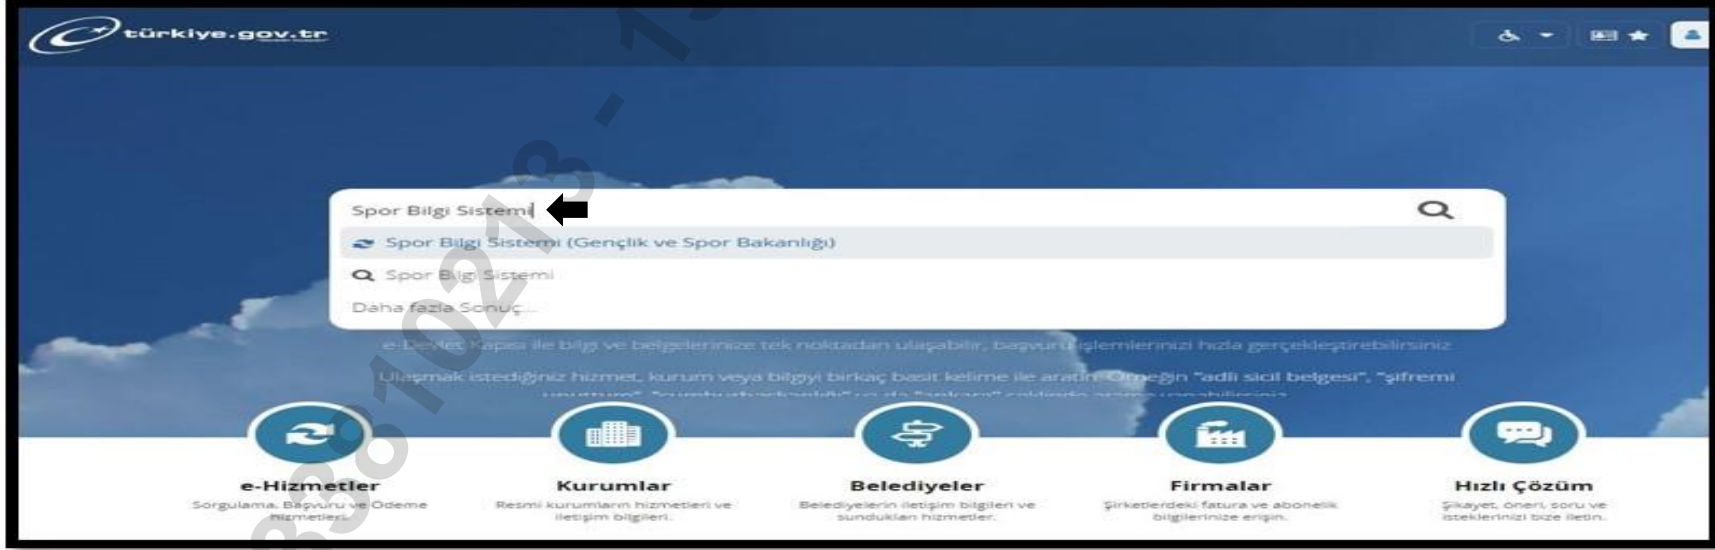 türkiye.gov.tr
Spor Bilgi Sistemi
Spor Bilgi Sistemi (Gençlik ve Spor Bakanlığı)
Spor Bilgi Sistemi
Daha fazla Sonuç...
e-Devlet Kapısı ile bilgi ve belgelerinize tek noktadan ulaşabilir, başvuru işlemlerinizi hızla gerçekleştirebilirsiniz
Ulaşmak istediğiniz hizmet, kurum veya bilgiyi birkaç basit kelime ile aratın. Örneğin "adli sicil belgesi", "şifremi
e-Hizmetler
Sorgulama, Başvuru ve Ödeme
hizmetleri.
Kurumlar
Resmi kurumların hizmetleri ve
iletişim bilgileri.
Belediyeler
Belediyelerin iletişim bilgileri ve
sundukları hizmetler.
Firmalar
Şirketlerdeki fatura ve abonelik
bilgilerinize erişin.
Hızlı Çözüm
Şikayet, öneri, soru ve
isteklerinizi bize iletin.